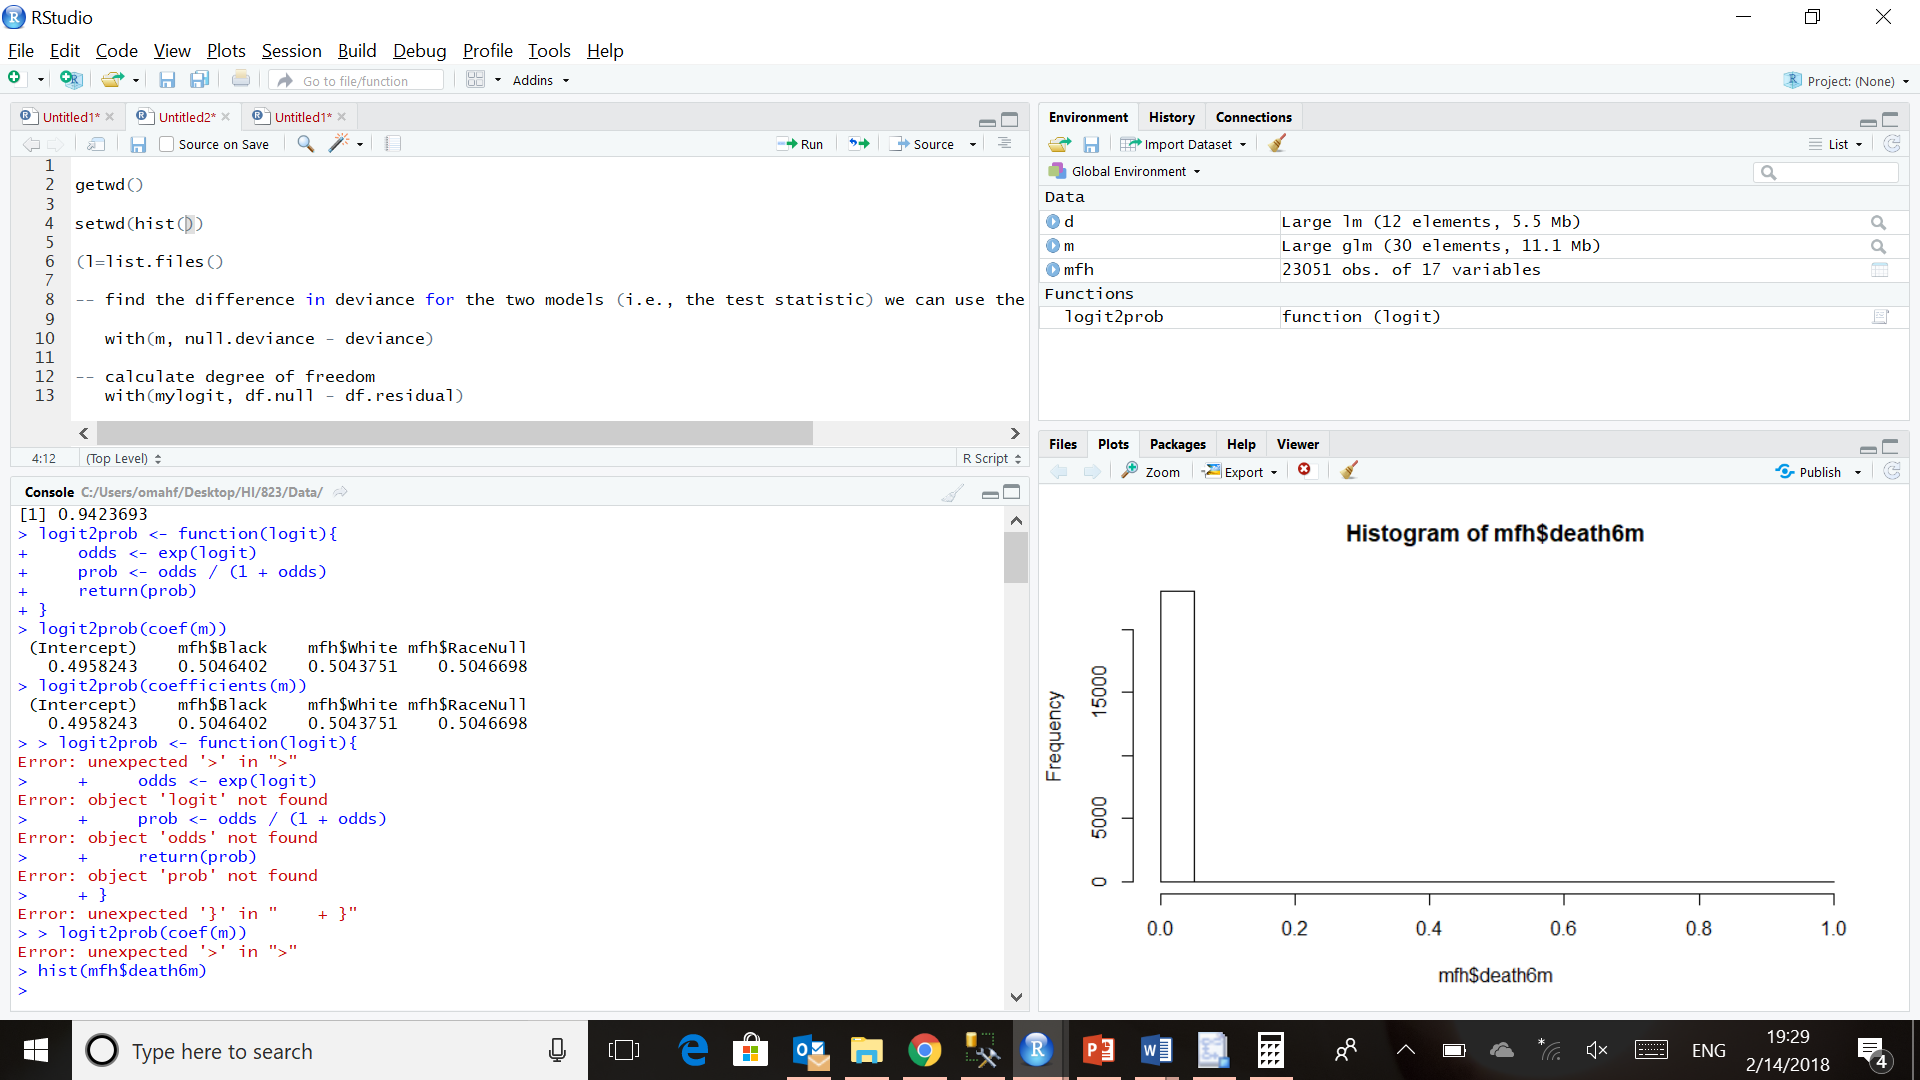 RStudio
File Edit Code View Plots Session Build Debug Profile Tools Help
Go to file/function Addins Project: (None)
Untitled1* Untitled2* Untitled1*
Source on Save Run Source
1
2 getwd()
3
4 setwd(hist())
5
6 (l=list.files()
7
8 -- find the difference in deviance for the two models (i.e., the test statistic) we can use the
9
10 with(m, null.deviance - deviance)
11
12 -- calculate degree of freedom
13 with(mylogit, df.null - df.residual)
4:12 (Top Level) R Script
Console C:/Users/omahf/Desktop/HI/823/Data/
[1] 0.9423693
> logit2prob <- function(logit){
+ odds <- exp(logit)
+ prob <- odds / (1 + odds)
+ return(prob)
+ }
> logit2prob(coef(m))
(Intercept) mfh$Black mfh$White mfh$RaceNull
0.4958243 0.5046402 0.5043751 0.5046698
> logit2prob(coefficients(m))
(Intercept) mfh$Black mfh$White mfh$RaceNull
0.4958243 0.5046402 0.5043751 0.5046698
> > logit2prob <- function(logit){
Error: unexpected '>' in ">"
> + odds <- exp(logit)
Error: object 'logit' not found
> + prob <- odds / (1 + odds)
Error: object 'odds' not found
> + return(prob)
Error: object 'prob' not found
> + }
Error: unexpected '}' in " + }"
> > logit2prob(coef(m))
Error: unexpected '>' in ">"
> hist(mfh$death6m)
>
Environment History Connections
Import Dataset List
Global Environment
Data
d Large lm (12 elements, 5.5 Mb)
m Large glm (30 elements, 11.1 Mb)
mfh 23051 obs. of 17 variables
Functions
logit2prob function (logit)
Files Plots Packages Help Viewer
Zoom Export Publish
Histogram of mfh$death6m
Frequency
15000
5000
0
0.0 0.2 0.4 0.6 0.8 1.0
mfh$death6m
Type here to search
ENG
19:29
2/14/2018
4